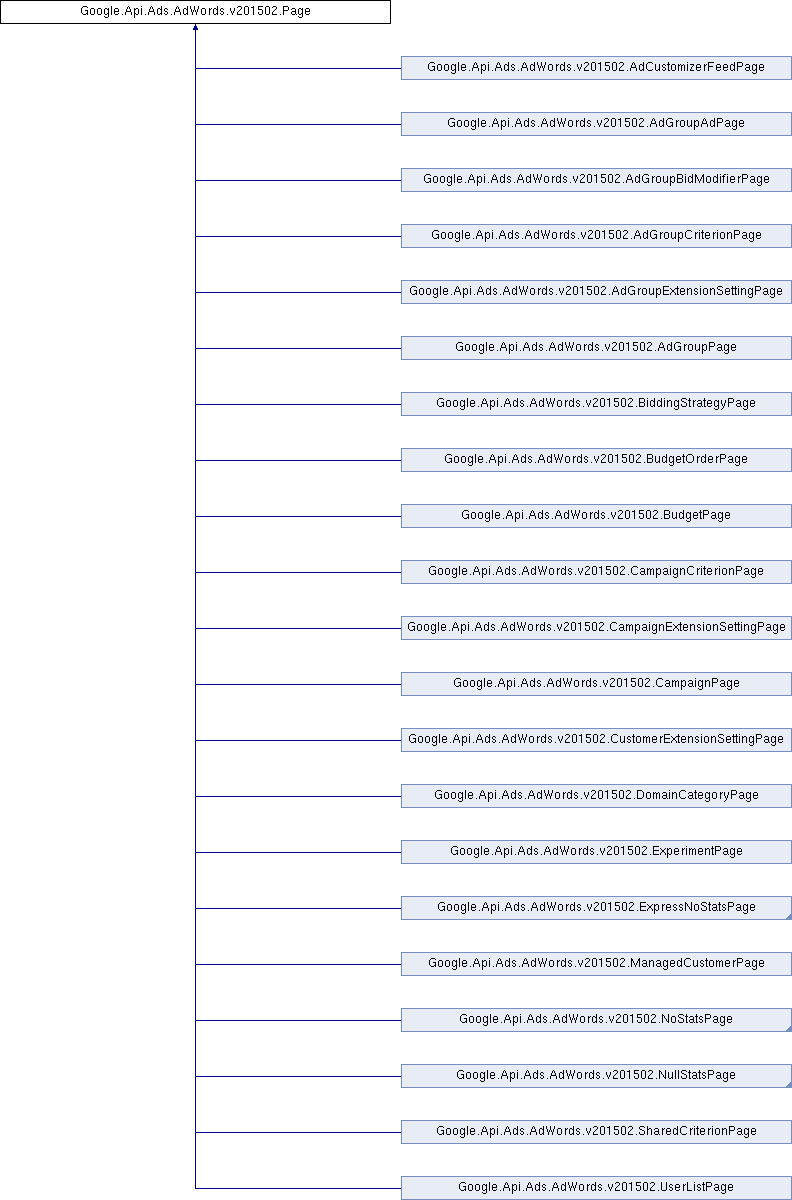 Google.Api.Ads.AdWords.v201502.Page
Google.Api.Ads.AdWords.v201502.AdCustomizerFeedPage
Google.Api.Ads.AdWords.v201502.AdGroupAdPage
Google.Api.Ads.AdWords.v201502.AdGroupBidModifierPage
Google.Api.Ads.AdWords.v201502.AdGroupCriterionPage
Google.Api.Ads.AdWords.v201502.AdGroupExtensionSettingPage
Google.Api.Ads.AdWords.v201502.AdGroupPage
Google.Api.Ads.AdWords.v201502.BiddingStrategyPage
Google.Api.Ads.AdWords.v201502.BudgetOrderPage
Google.Api.Ads.AdWords.v201502.BudgetPage
Google.Api.Ads.AdWords.v201502.CampaignCriterionPage
Google.Api.Ads.AdWords.v201502.CampaignExtensionSettingPage
Google.Api.Ads.AdWords.v201502.CampaignPage
Google.Api.Ads.AdWords.v201502.CustomerExtensionSettingPage
Google.Api.Ads.AdWords.v201502.DomainCategoryPage
Google.Api.Ads.AdWords.v201502.ExperimentPage
Google.Api.Ads.AdWords.v201502.ExpressNoStatsPage
Google.Api.Ads.AdWords.v201502.ManagedCustomerPage
Google.Api.Ads.AdWords.v201502.NoStatsPage
Google.Api.Ads.AdWords.v201502.NullStatsPage
Google.Api.Ads.AdWords.v201502.SharedCriterionPage
Google.Api.Ads.AdWords.v201502.UserListPage